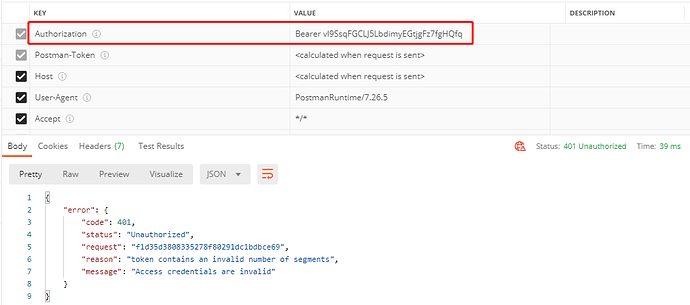 KEY VALUE DESCRIPTION
Authorization Bearer vl9SsqFGCLJ5LbdimyEGtjgFz7fgHQfq
Postman-Token <calculated when request is sent>
Host <calculated when request is sent>
User-Agent PostmanRuntime/7.26.5
Accept */*
Body Cookies Headers (7) Test Results Status: 401 Unauthorized Time: 39 ms
Pretty Raw Preview Visualize JSON
1 {
2 "error": {
3 "code": 401,
4 "status": "Unauthorized",
5 "request": "f1d35d3808335278f80291dc1bdbce69",
6 "reason": "token contains an invalid number of segments",
7 "message": "Access credentials are invalid"
8 }
9 }